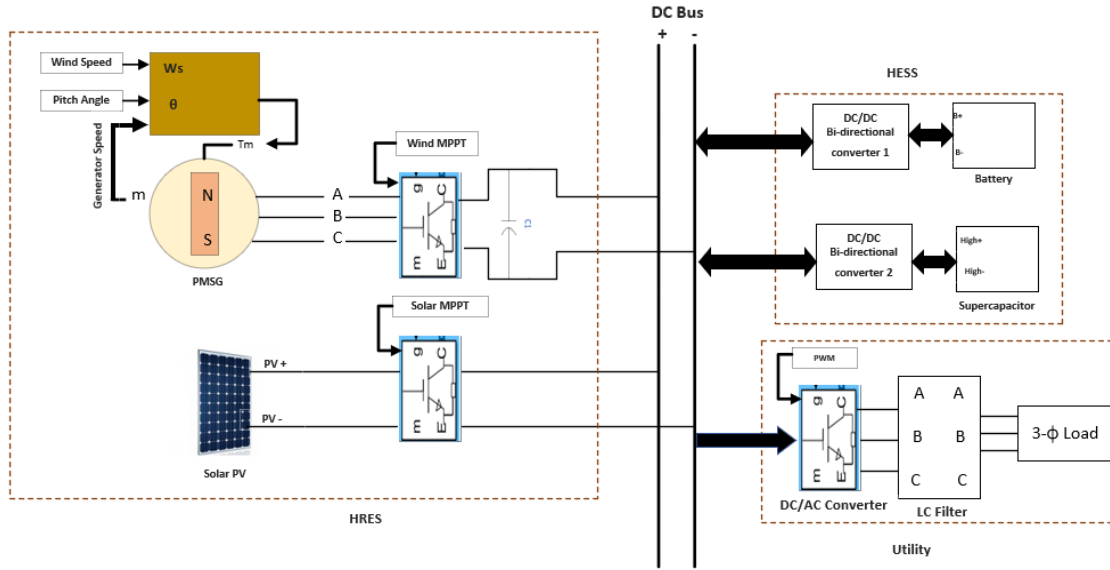 DC Bus
+ -
Wind Speed
Pitch Angle
Generator Speed
Ws
θ
Tm
m
N
S
PMSG
A
B
C
Wind MPPT
g
C
m
E
C1
Solar MPPT
g
C
m
E
PV +
PV -
Solar PV
HRES
HESS
DC/DC
Bi-directional
converter 1
B+
B-
Battery
DC/DC
Bi-directional
converter 2
High+
High-
Supercapacitor
PWM
g
C
m
E
DC/AC Converter
A A
B B
C C
LC Filter
3-ϕ Load
Utility